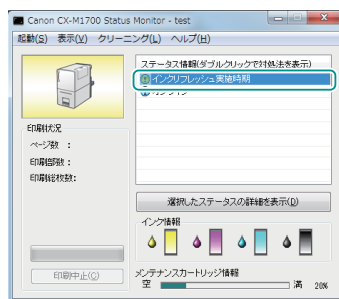 Canon CX-M1700 Status Monitor - test
起動(S) 表示(V) クリーニング(L) ヘルプ(H)
ステータス情報(ダブルクリックで対処法を表示)
インクリフレッシュ実施時期
印刷状況
ページ数 :
印刷部数 :
印刷総枚数:
選択したステータスの詳細を表示(D)
インク情報
印刷中止(C)
メンテナンスカートリッジ情報
空 満 20%